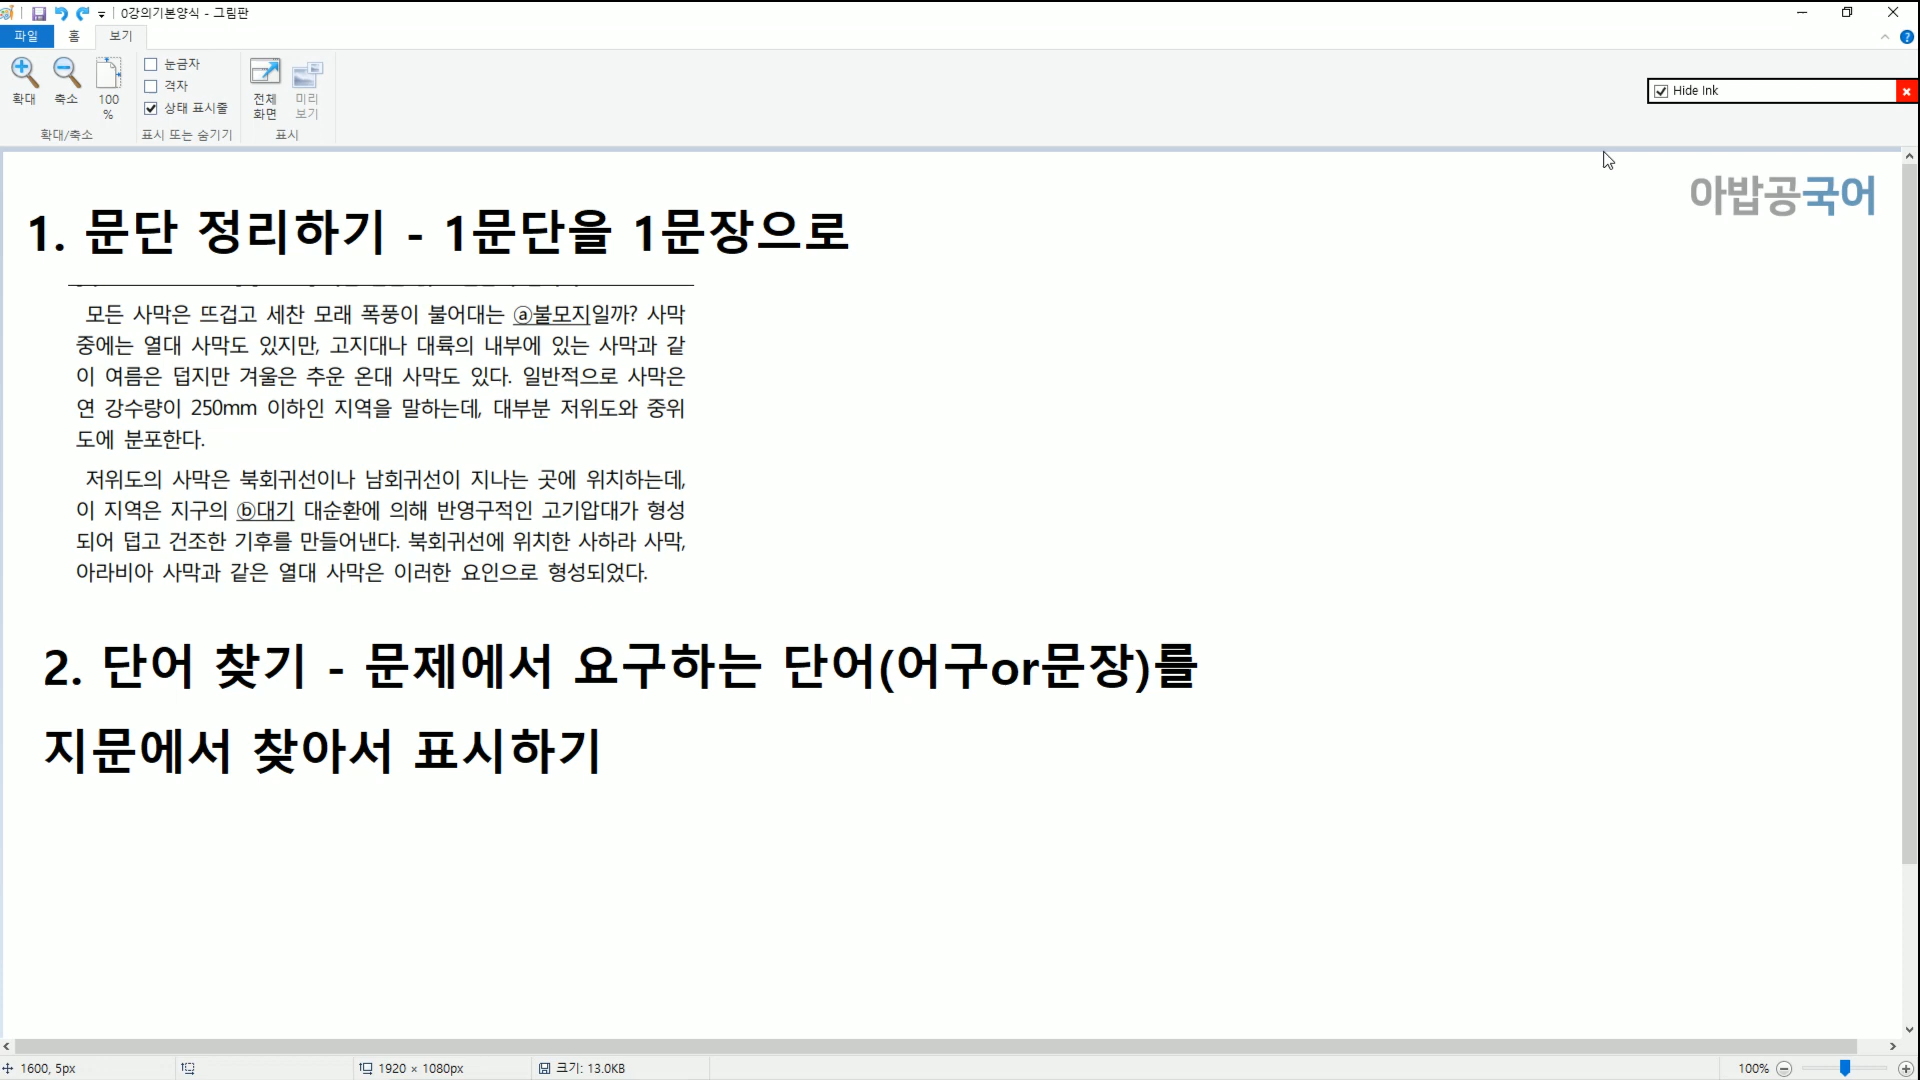 0강의기본양식 - 그림판
파일 홈 보기
확대 축소 100 %
눈금자
격자
상태 표시줄
전체 화면
미리 보기
확대/축소 표시 또는 숨기기 표시
Hide Ink
아밥공국어
1. 문단 정리하기 - 1문단을 1문장으로
모든 사막은 뜨겁고 세찬 모래 폭풍이 불어대는 ⓐ불모지일까? 사막
중에는 열대 사막도 있지만, 고지대나 대륙의 내부에 있는 사막과 같
이 여름은 덥지만 겨울은 추운 온대 사막도 있다. 일반적으로 사막은
연 강수량이 250mm 이하인 지역을 말하는데, 대부분 저위도와 중위
도에 분포한다.
저위도의 사막은 북회귀선이나 남회귀선이 지나는 곳에 위치하는데,
이 지역은 지구의 ⓑ대기 대순환에 의해 반영구적인 고기압대가 형성
되어 덥고 건조한 기후를 만들어낸다. 북회귀선에 위치한 사하라 사막,
아라비아 사막과 같은 열대 사막은 이러한 요인으로 형성되었다.
2. 단어 찾기 - 문제에서 요구하는 단어(어구or문장)를
지문에서 찾아서 표시하기
1600, 5px 1920 × 1080px 크기: 13.0KB 100%